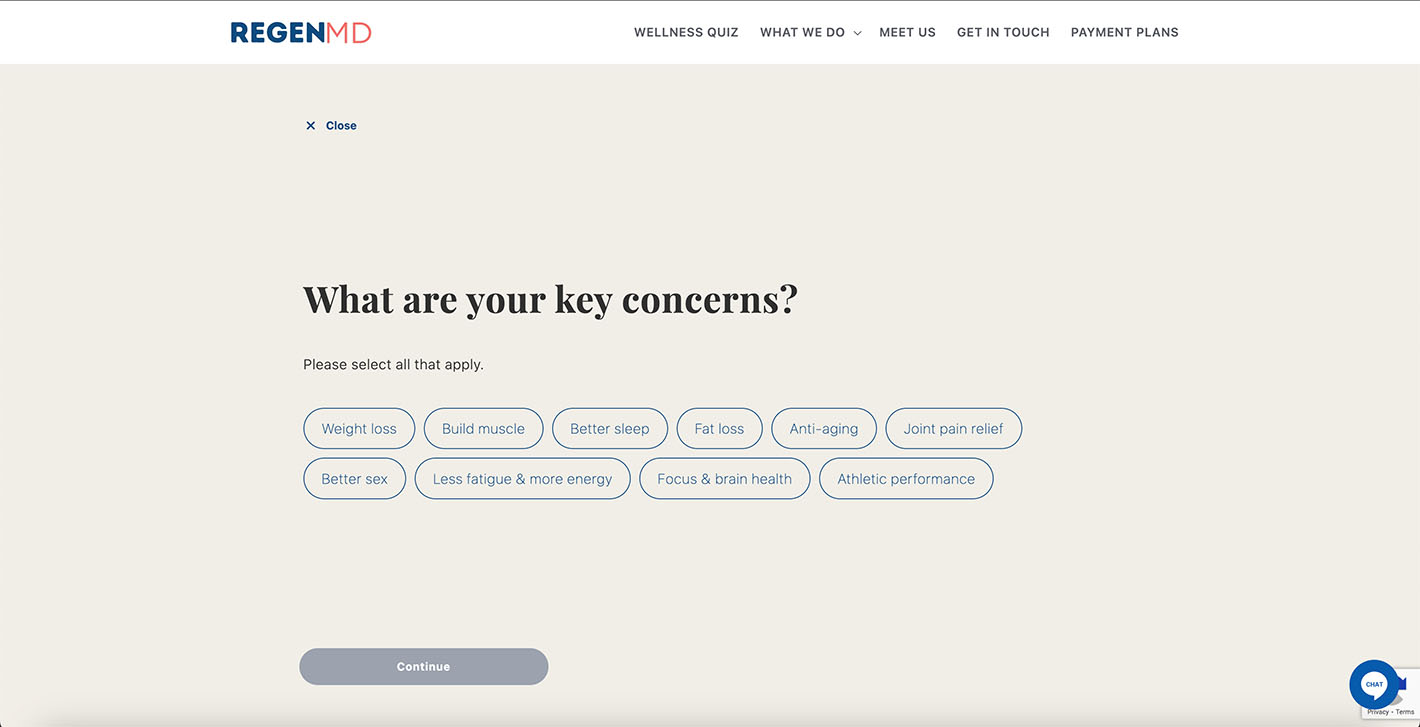 REGENMD
WELLNESS QUIZ WHAT WE DO MEET US GET IN TOUCH PAYMENT PLANS
Close
What are your key concerns?
Please select all that apply.
Weight loss Build muscle Better sleep Fat loss Anti-aging Joint pain relief
Better sex Less fatigue & more energy Focus & brain health Athletic performance
Continue
CHAT
Privacy - Terms